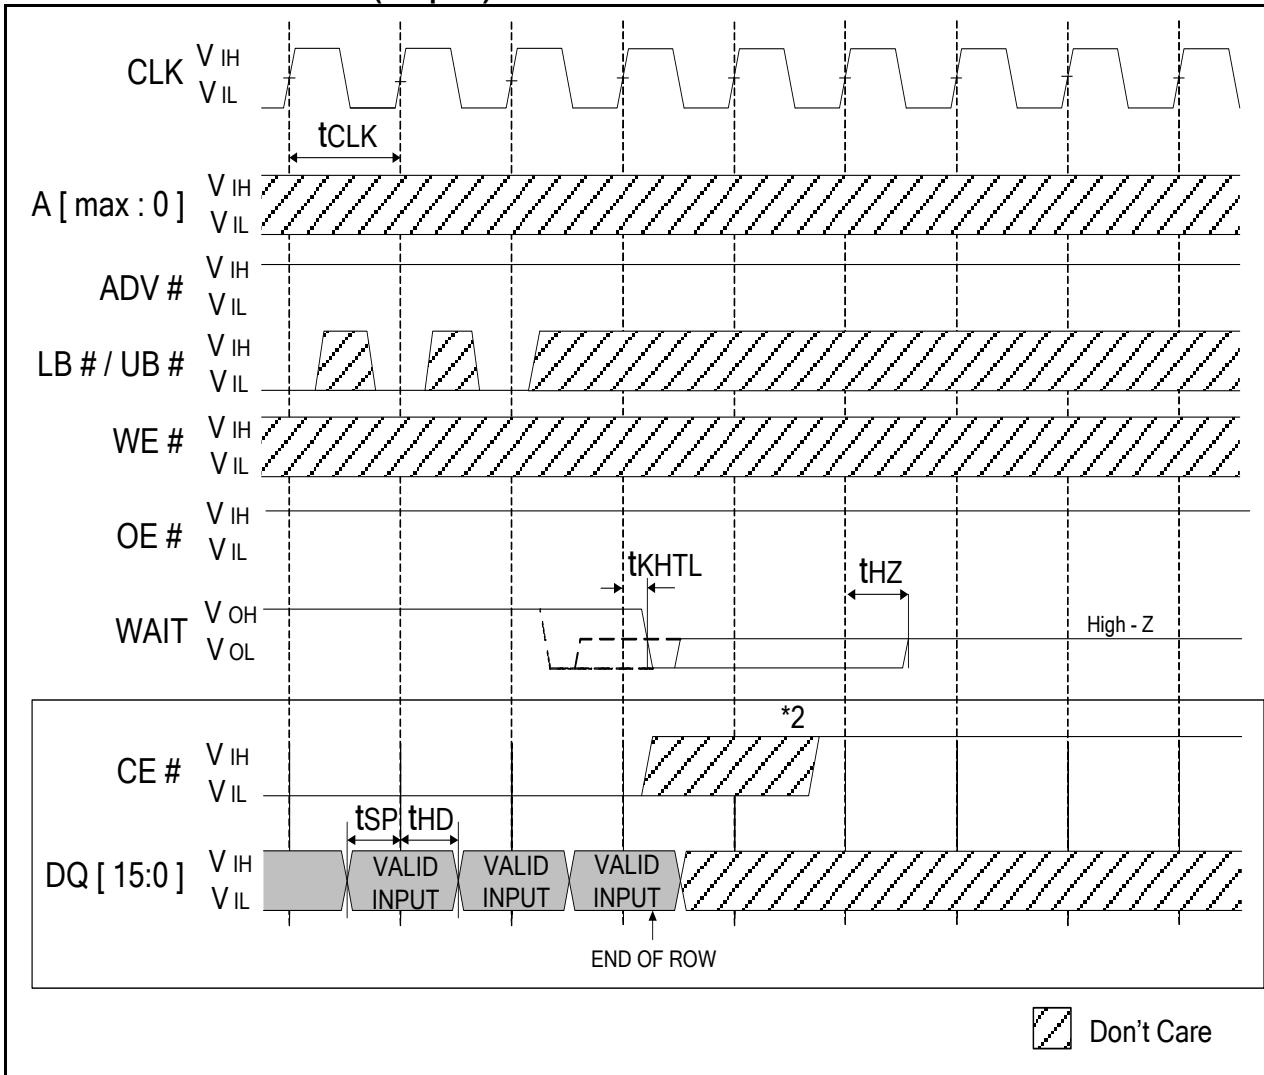 CLK V IH
V IL
tCLK
A [ max : 0 ] V IH
V IL
ADV # V IH
V IL
LB # / UB # V IH
V IL
WE # V IH
V IL
OE # V IH
V IL
tKHTL tHZ
WAIT V OH
V OL
High - Z
*2
CE # V IH
V IL
tSP tHD
DQ [ 15:0 ] V IH
V IL
VALID INPUT
VALID INPUT
VALID INPUT
END OF ROW
Don't Care